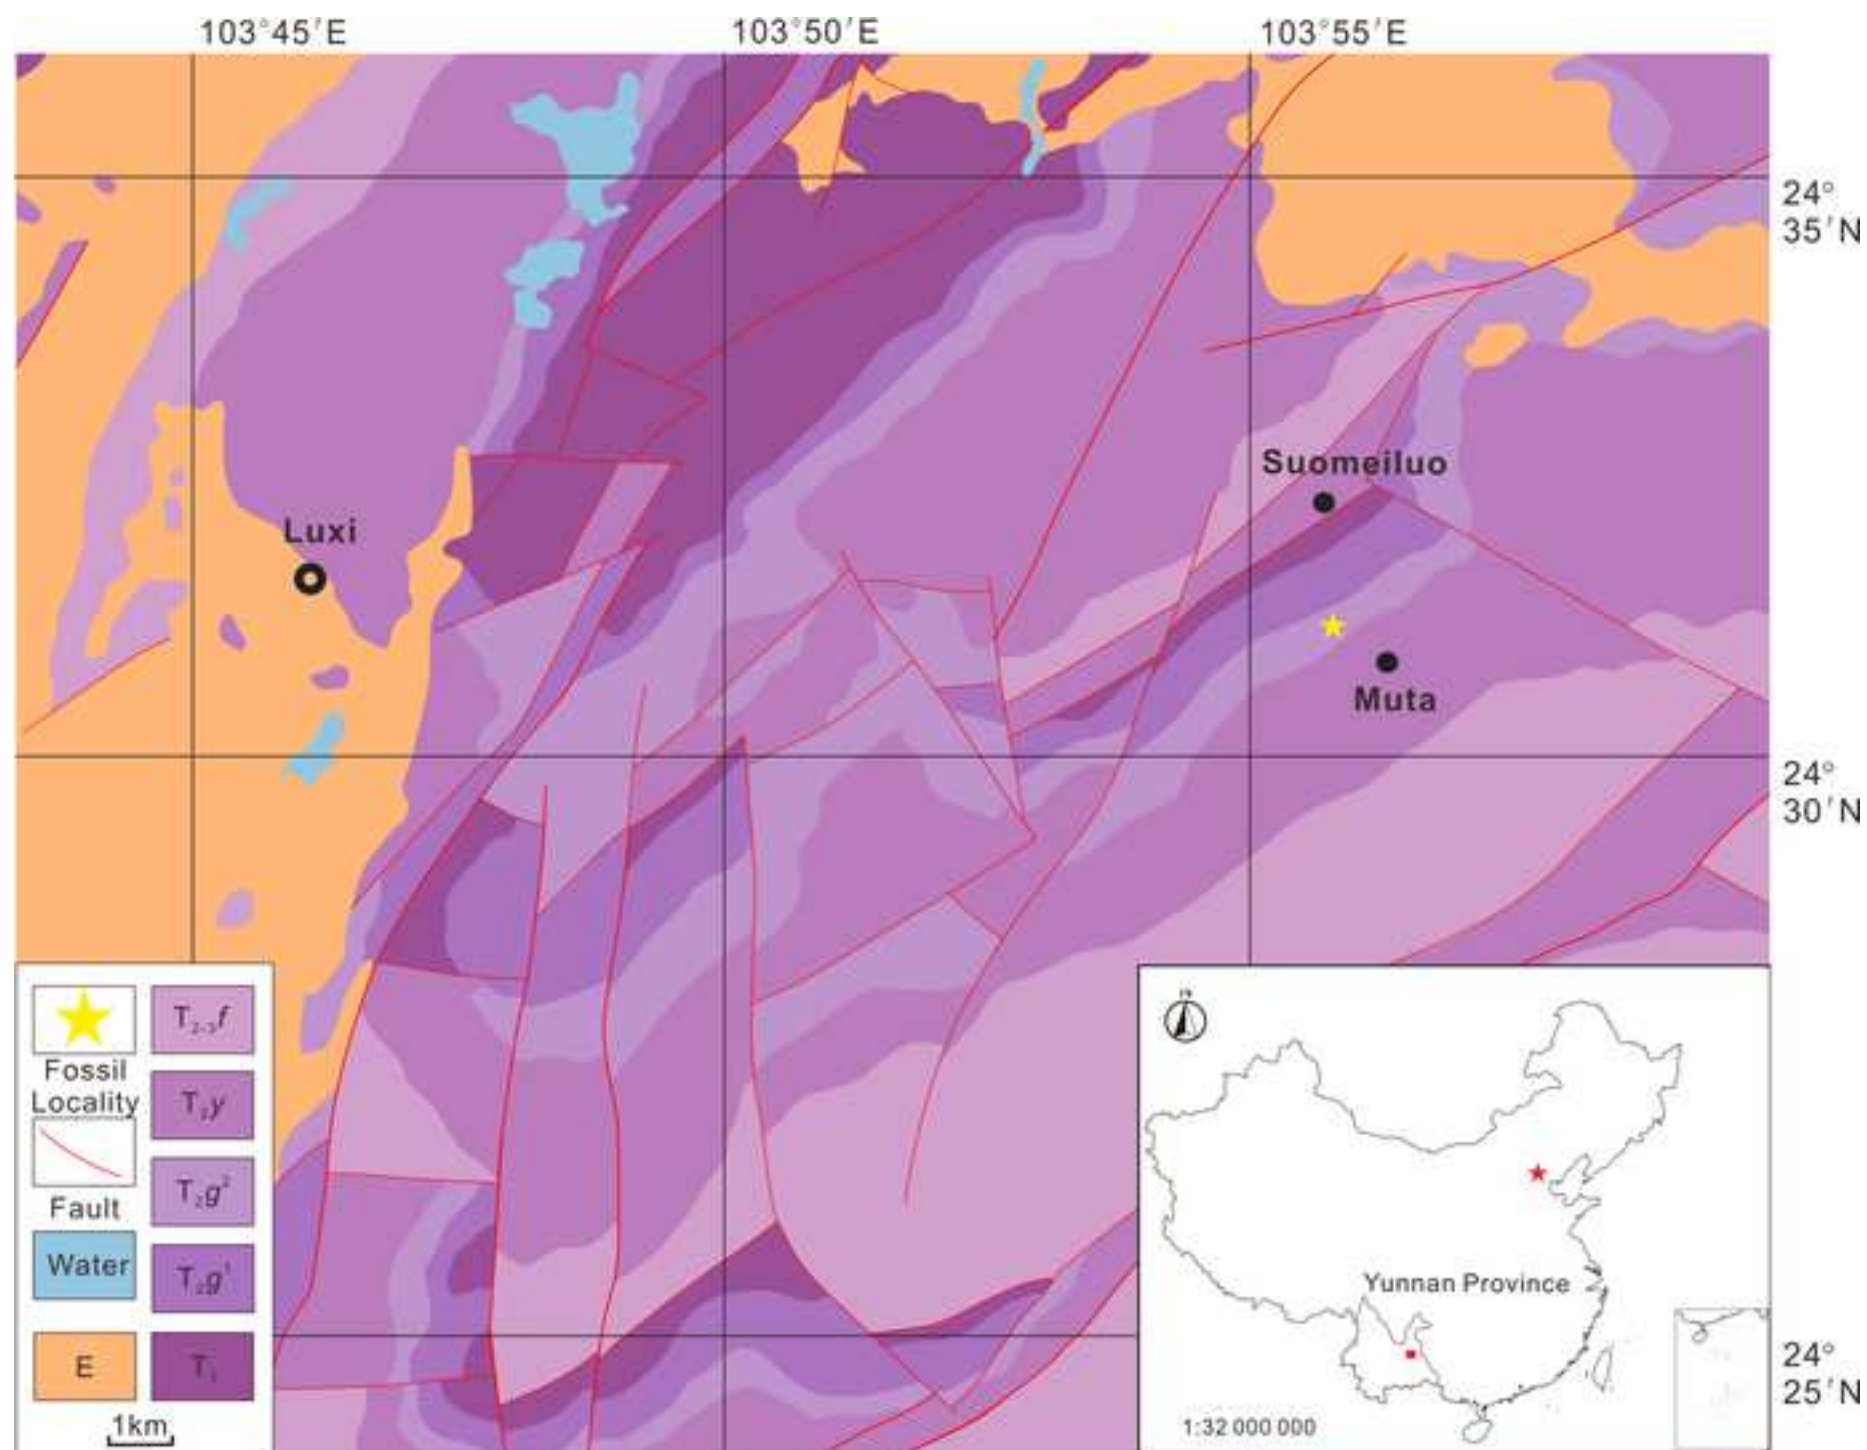 103°45′E
103°50′E
103°55′E
24°
35′N
Suomeiluo
Luxi
Muta
24°
30′N
Fossil
Locality
Fault
Water
E
1km
T₂₋₃f
T₂y
T₂g²
T₂g¹
T₁
Yunnan Province
1:32 000 000
24°
25′N